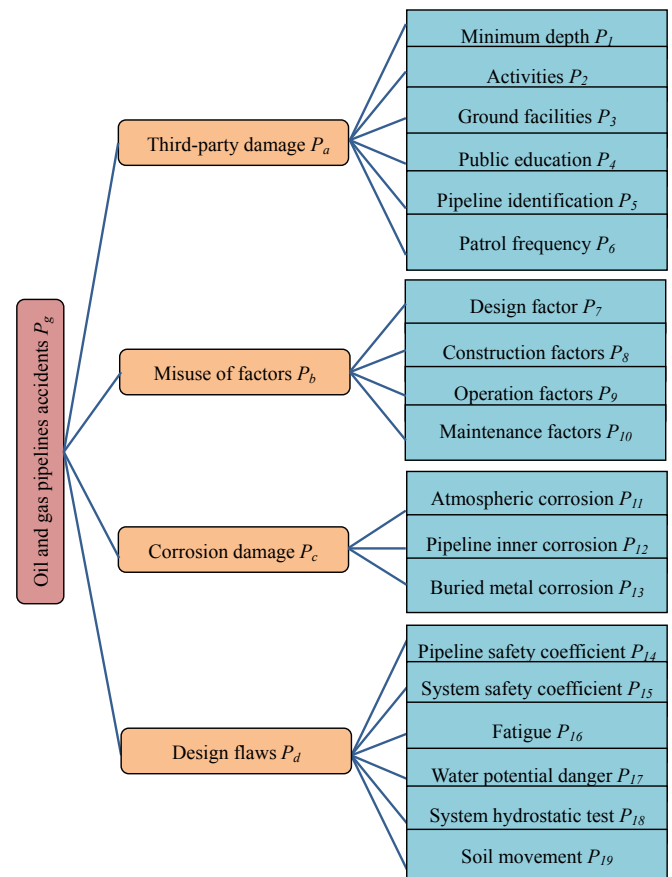 Oil and gas pipelines accidents Pg
Third-party damage Pa
Minimum depth P1
Activities P2
Ground facilities P3
Public education P4
Pipeline identification P5
Patrol frequency P6
Misuse of factors Pb
Design factor P7
Construction factors P8
Operation factors P9
Maintenance factors P10
Corrosion damage Pc
Atmospheric corrosion P11
Pipeline inner corrosion P12
Buried metal corrosion P13
Design flaws Pd
Pipeline safety coefficient P14
System safety coefficient P15
Fatigue P16
Water potential danger P17
System hydrostatic test P18
Soil movement P19